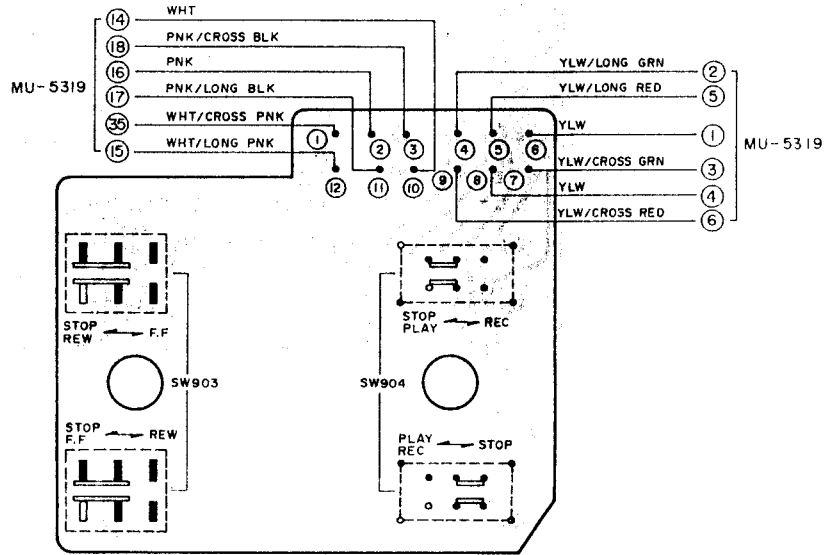 ⑭ WHT
⑱ PNK/CROSS BLK
⑯ PNK
⑰ PNK/LONG BLK
㉟ WHT/CROSS PNK
⑮ WHT/LONG PNK
MU-5319
YLW/LONG GRN ②
YLW/LONG RED ⑤
YLW ①
YLW/CROSS GRN ③
YLW ④
YLW/CROSS RED ⑥
MU-5319
① ② ③ ④ ⑤ ⑥
⑫ ⑪ ⑩ ⑨ ⑧ ⑦
STOP
REW ↔ F.F
SW903
STOP
F.F ↔ REW
STOP
PLAY ↔ REC
SW904
PLAY
REC ↔ STOP